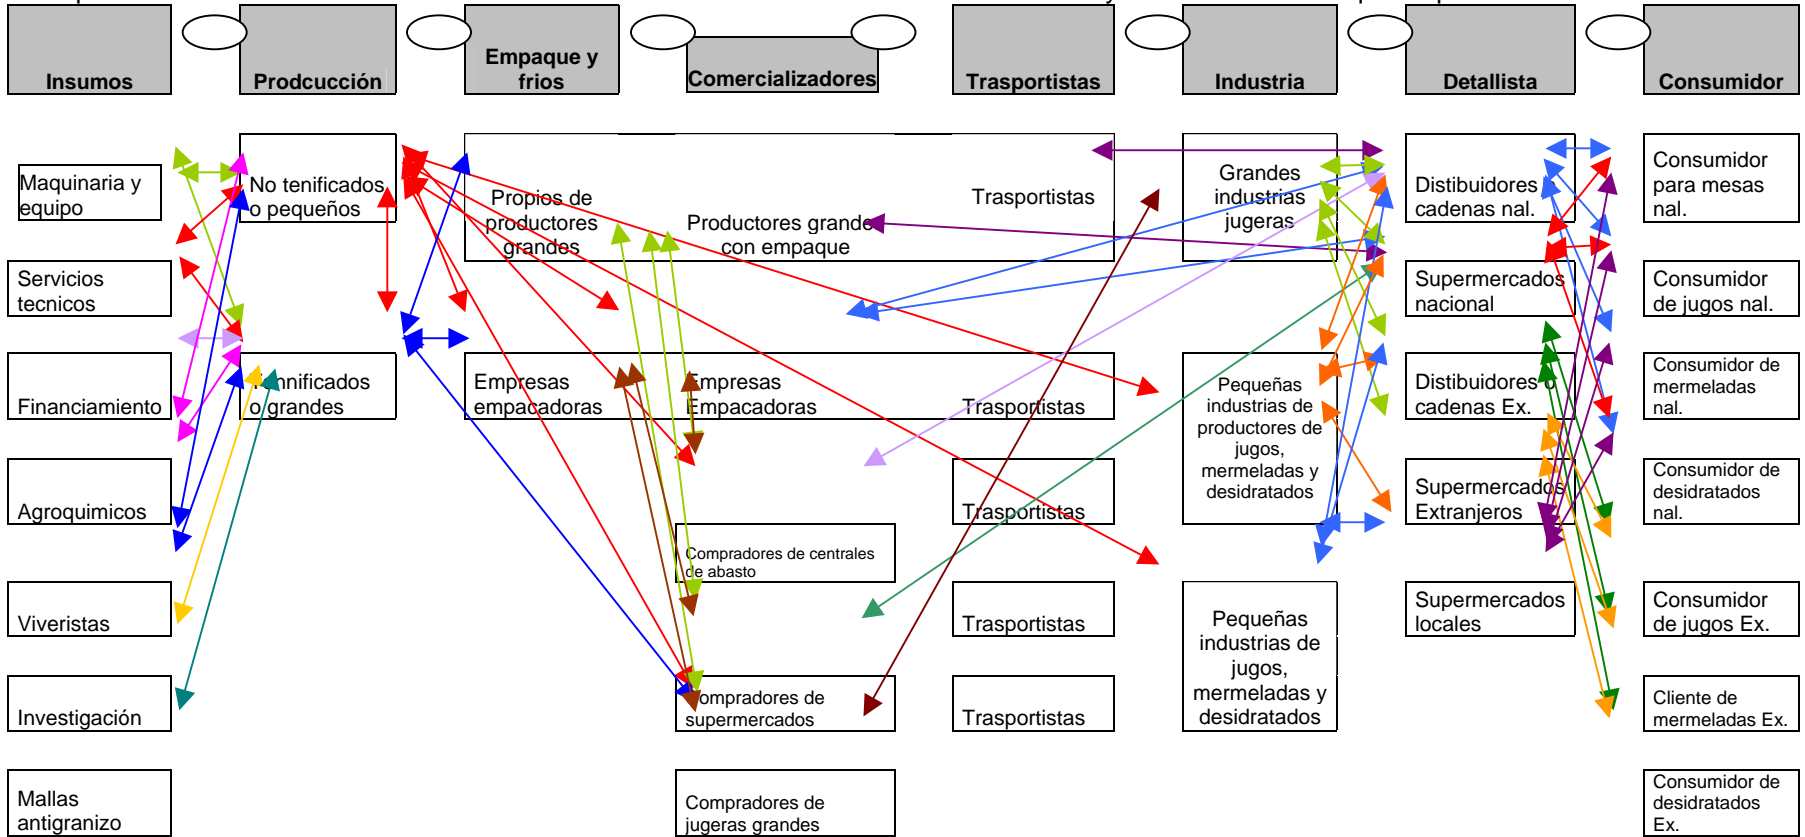 Insumos
Prodcucción
Empaque y
frios
Comercializadores
Trasportistas
Industria
Detallista
Consumidor
Maquinaria y
equipo
Servicios
tecnicos
Financiamiento
Agroquimicos
Viveristas
Investigación
Mallas
antigranizo
No tenificados
o pequeños
o grandes
Propios de
productores
grandes
Empresas
empacadoras
Productores grande
con empaque
Empresas
Empacadoras
Compradores de centrales
de abasto
Compradores de
supermercados
Compradores de
jugeras grandes
Trasportistas
Trasportistas
Trasportistas
Trasportistas
Trasportistas
Grandes
industrias
jugeras
Pequeñas
industrias de
productores de
jugos,
mermeladas y
desidratados
Pequeñas
industrias de
jugos,
mermeladas y
desidratados
Distibuidores
cadenas nal.
Supermercados
nacional
Distibuidores o
cadenas Ex.
Supermercados
Extranjeros
Supermercados
locales
Consumidor
para mesas
nal.
Consumidor
de jugos nal.
Consumidor de
mermeladas
nal.
Consumidor de
desidratados
nal.
Consumidor
de jugos Ex.
Cliente de
mermeladas Ex.
Consumidor de
desidratados
Ex.